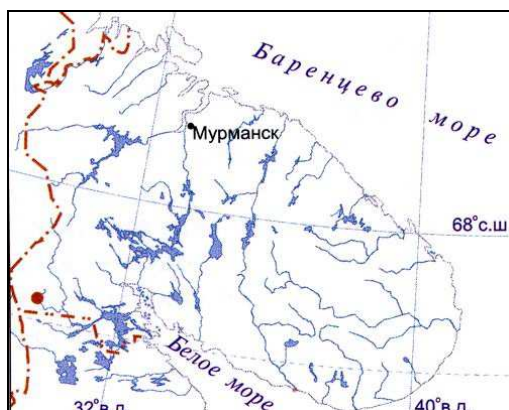 Баренцево
море
Мурманск
68°с.ш
Белое море
32°в.д
40°в.д